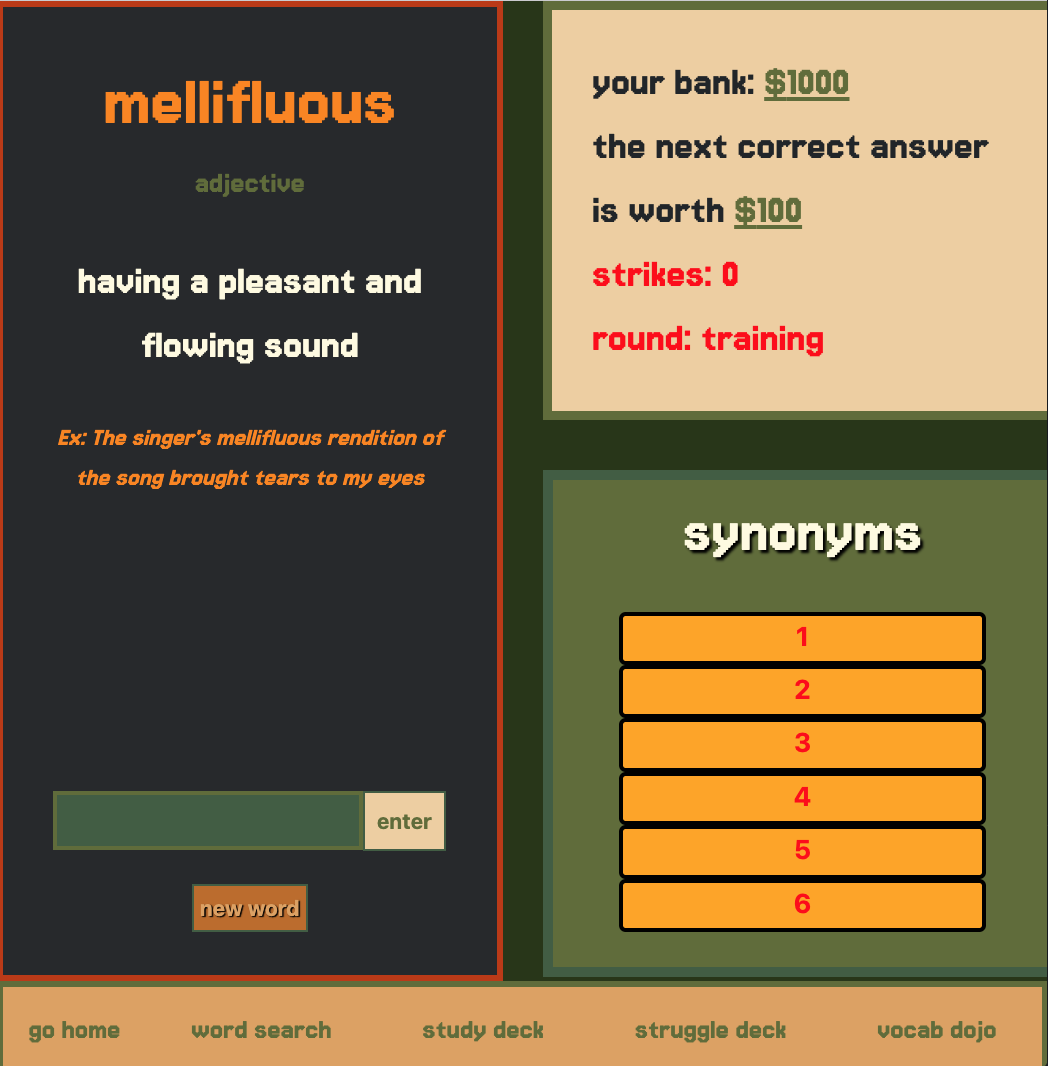 mellifluous
adjective
having a pleasant and
flowing sound
Ex: The singer's mellifluous rendition of
the song brought tears to my eyes
enter
new word
your bank: $1000
the next correct answer
is worth $100
strikes: 0
round: training
synonyms
1
2
3
4
5
6
go home word search study deck struggle deck vocab dojo